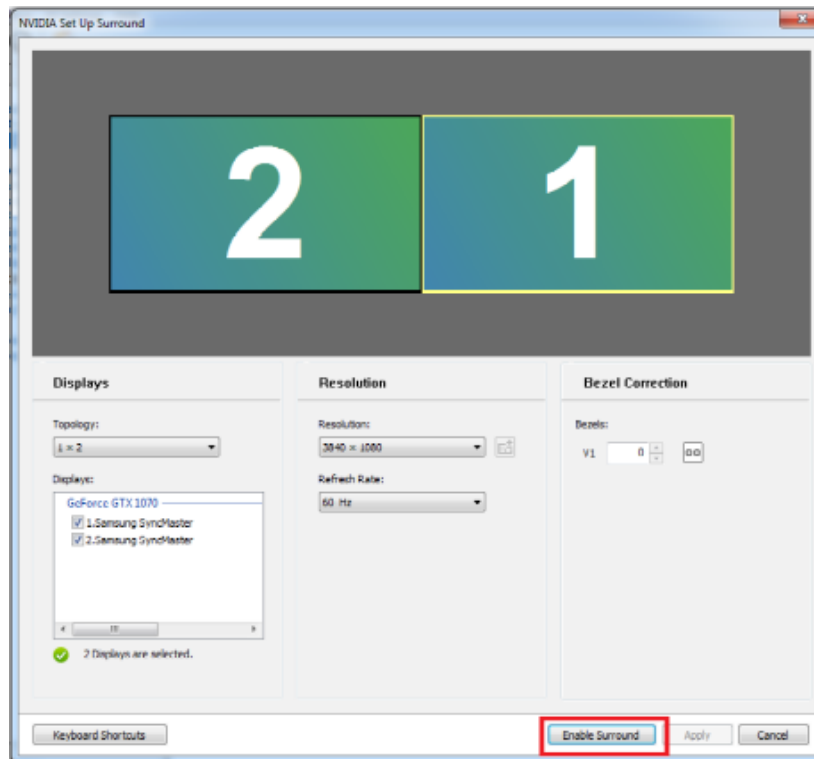 NVIDIA Set Up Surround
2 1
Displays
Topology:
1 × 2
Displays:
GeForce GTX 1070
1.Samsung SyncMaster
2.Samsung SyncMaster
2 Displays are selected.
Resolution
Resolution:
3840 × 1080
Refresh Rate:
60 Hz
Bezel Correction
Bezels:
V1 0
Keyboard Shortcuts
Enable Surround Apply Cancel